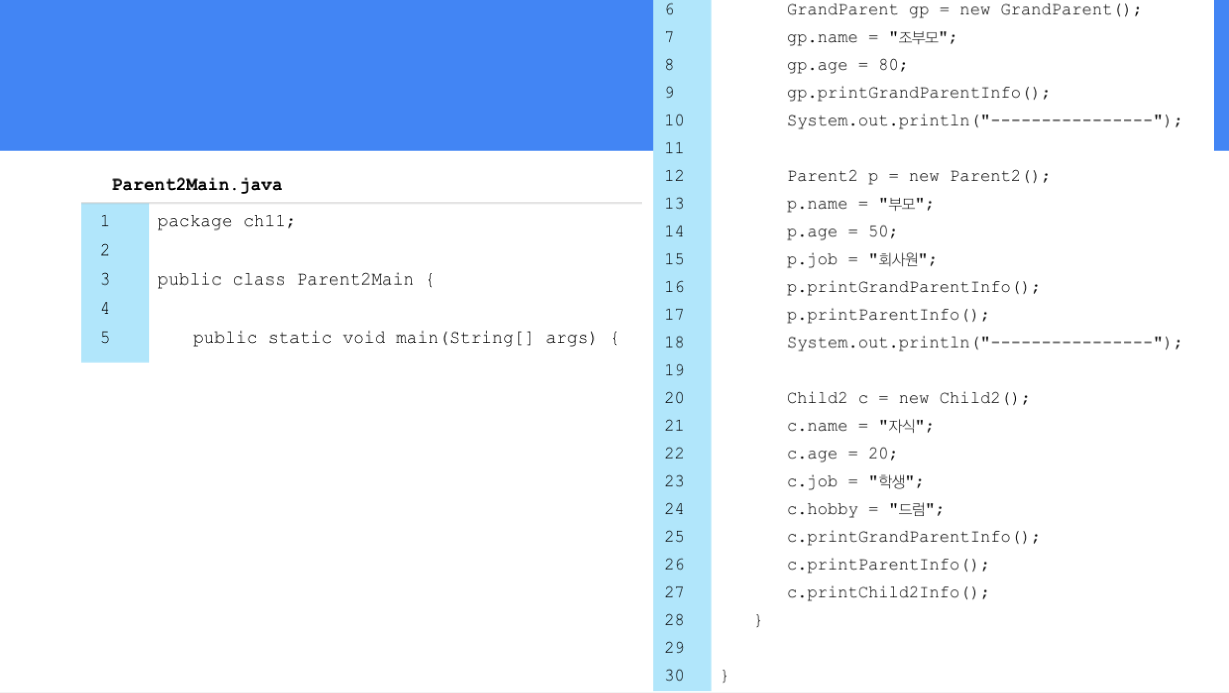 Parent2Main.java
1 package ch11;
2
3 public class Parent2Main {
4
5 public static void main(String[] args) {
6 GrandParent gp = new GrandParent();
7 gp.name = "조부모";
8 gp.age = 80;
9 gp.printGrandParentInfo();
10 System.out.println("----------------");
11
12 Parent2 p = new Parent2();
13 p.name = "부모";
14 p.age = 50;
15 p.job = "회사원";
16 p.printGrandParentInfo();
17 p.printParentInfo();
18 System.out.println("----------------");
19
20 Child2 c = new Child2();
21 c.name = "자식";
22 c.age = 20;
23 c.job = "학생";
24 c.hobby = "드럼";
25 c.printGrandParentInfo();
26 c.printParentInfo();
27 c.printChild2Info();
28 }
29
30 }